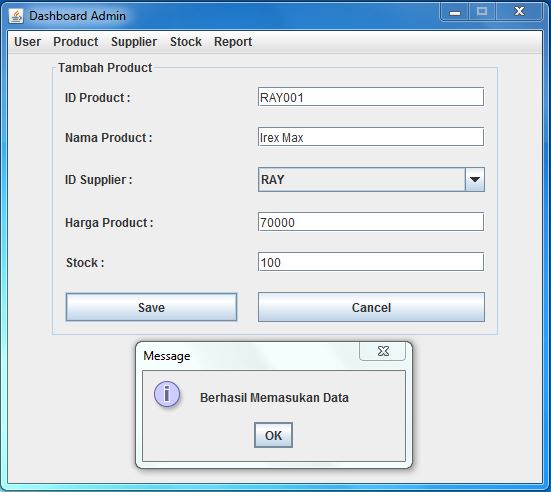 Dashboard Admin
User Product Supplier Stock Report
Tambah Product
ID Product : RAY001
Nama Product : Irex Max
ID Supplier : RAY
Harga Product : 70000
Stock : 100
Save Cancel
Message
i Berhasil Memasukan Data
OK